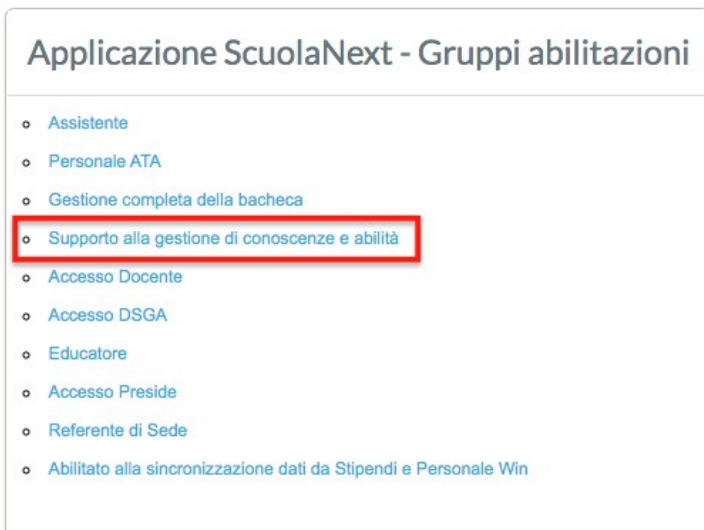 Applicazione ScuolaNext - Gruppi abilitazioni
Assistente
Personale ATA
Gestione completa della bacheca
Supporto alla gestione di conoscenze e abilità
Accesso Docente
Accesso DSGA
Educatore
Accesso Preside
Referente di Sede
Abilitato alla sincronizzazione dati da Stipendi e Personale Win